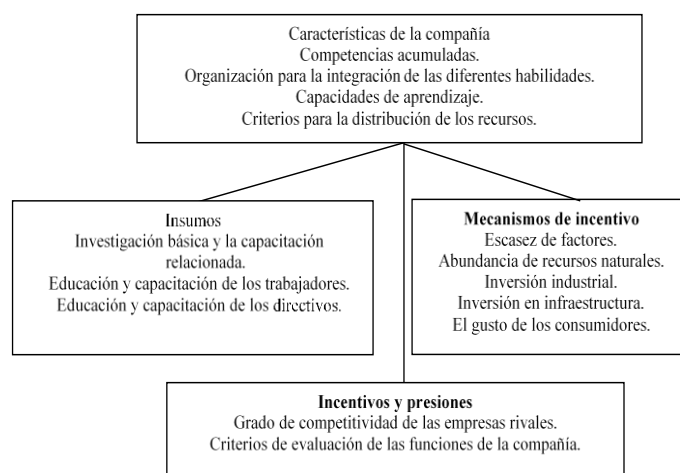 Características de la compañía
Competencias acumuladas.
Organización para la integración de las diferentes habilidades.
Capacidades de aprendizaje.
Criterios para la distribución de los recursos.
Insumos
Investigación básica y la capacitación
relacionada.
Educación y capacitación de los trabajadores.
Educación y capacitación de los directivos.
Mecanismos de incentivo
Escasez de factores.
Abundancia de recursos naturales.
Inversión industrial.
Inversión en infraestructura.
El gusto de los consumidores.
Incentivos y presiones
Grado de competitividad de las empresas rivales.
Criterios de evaluación de las funciones de la compañía.